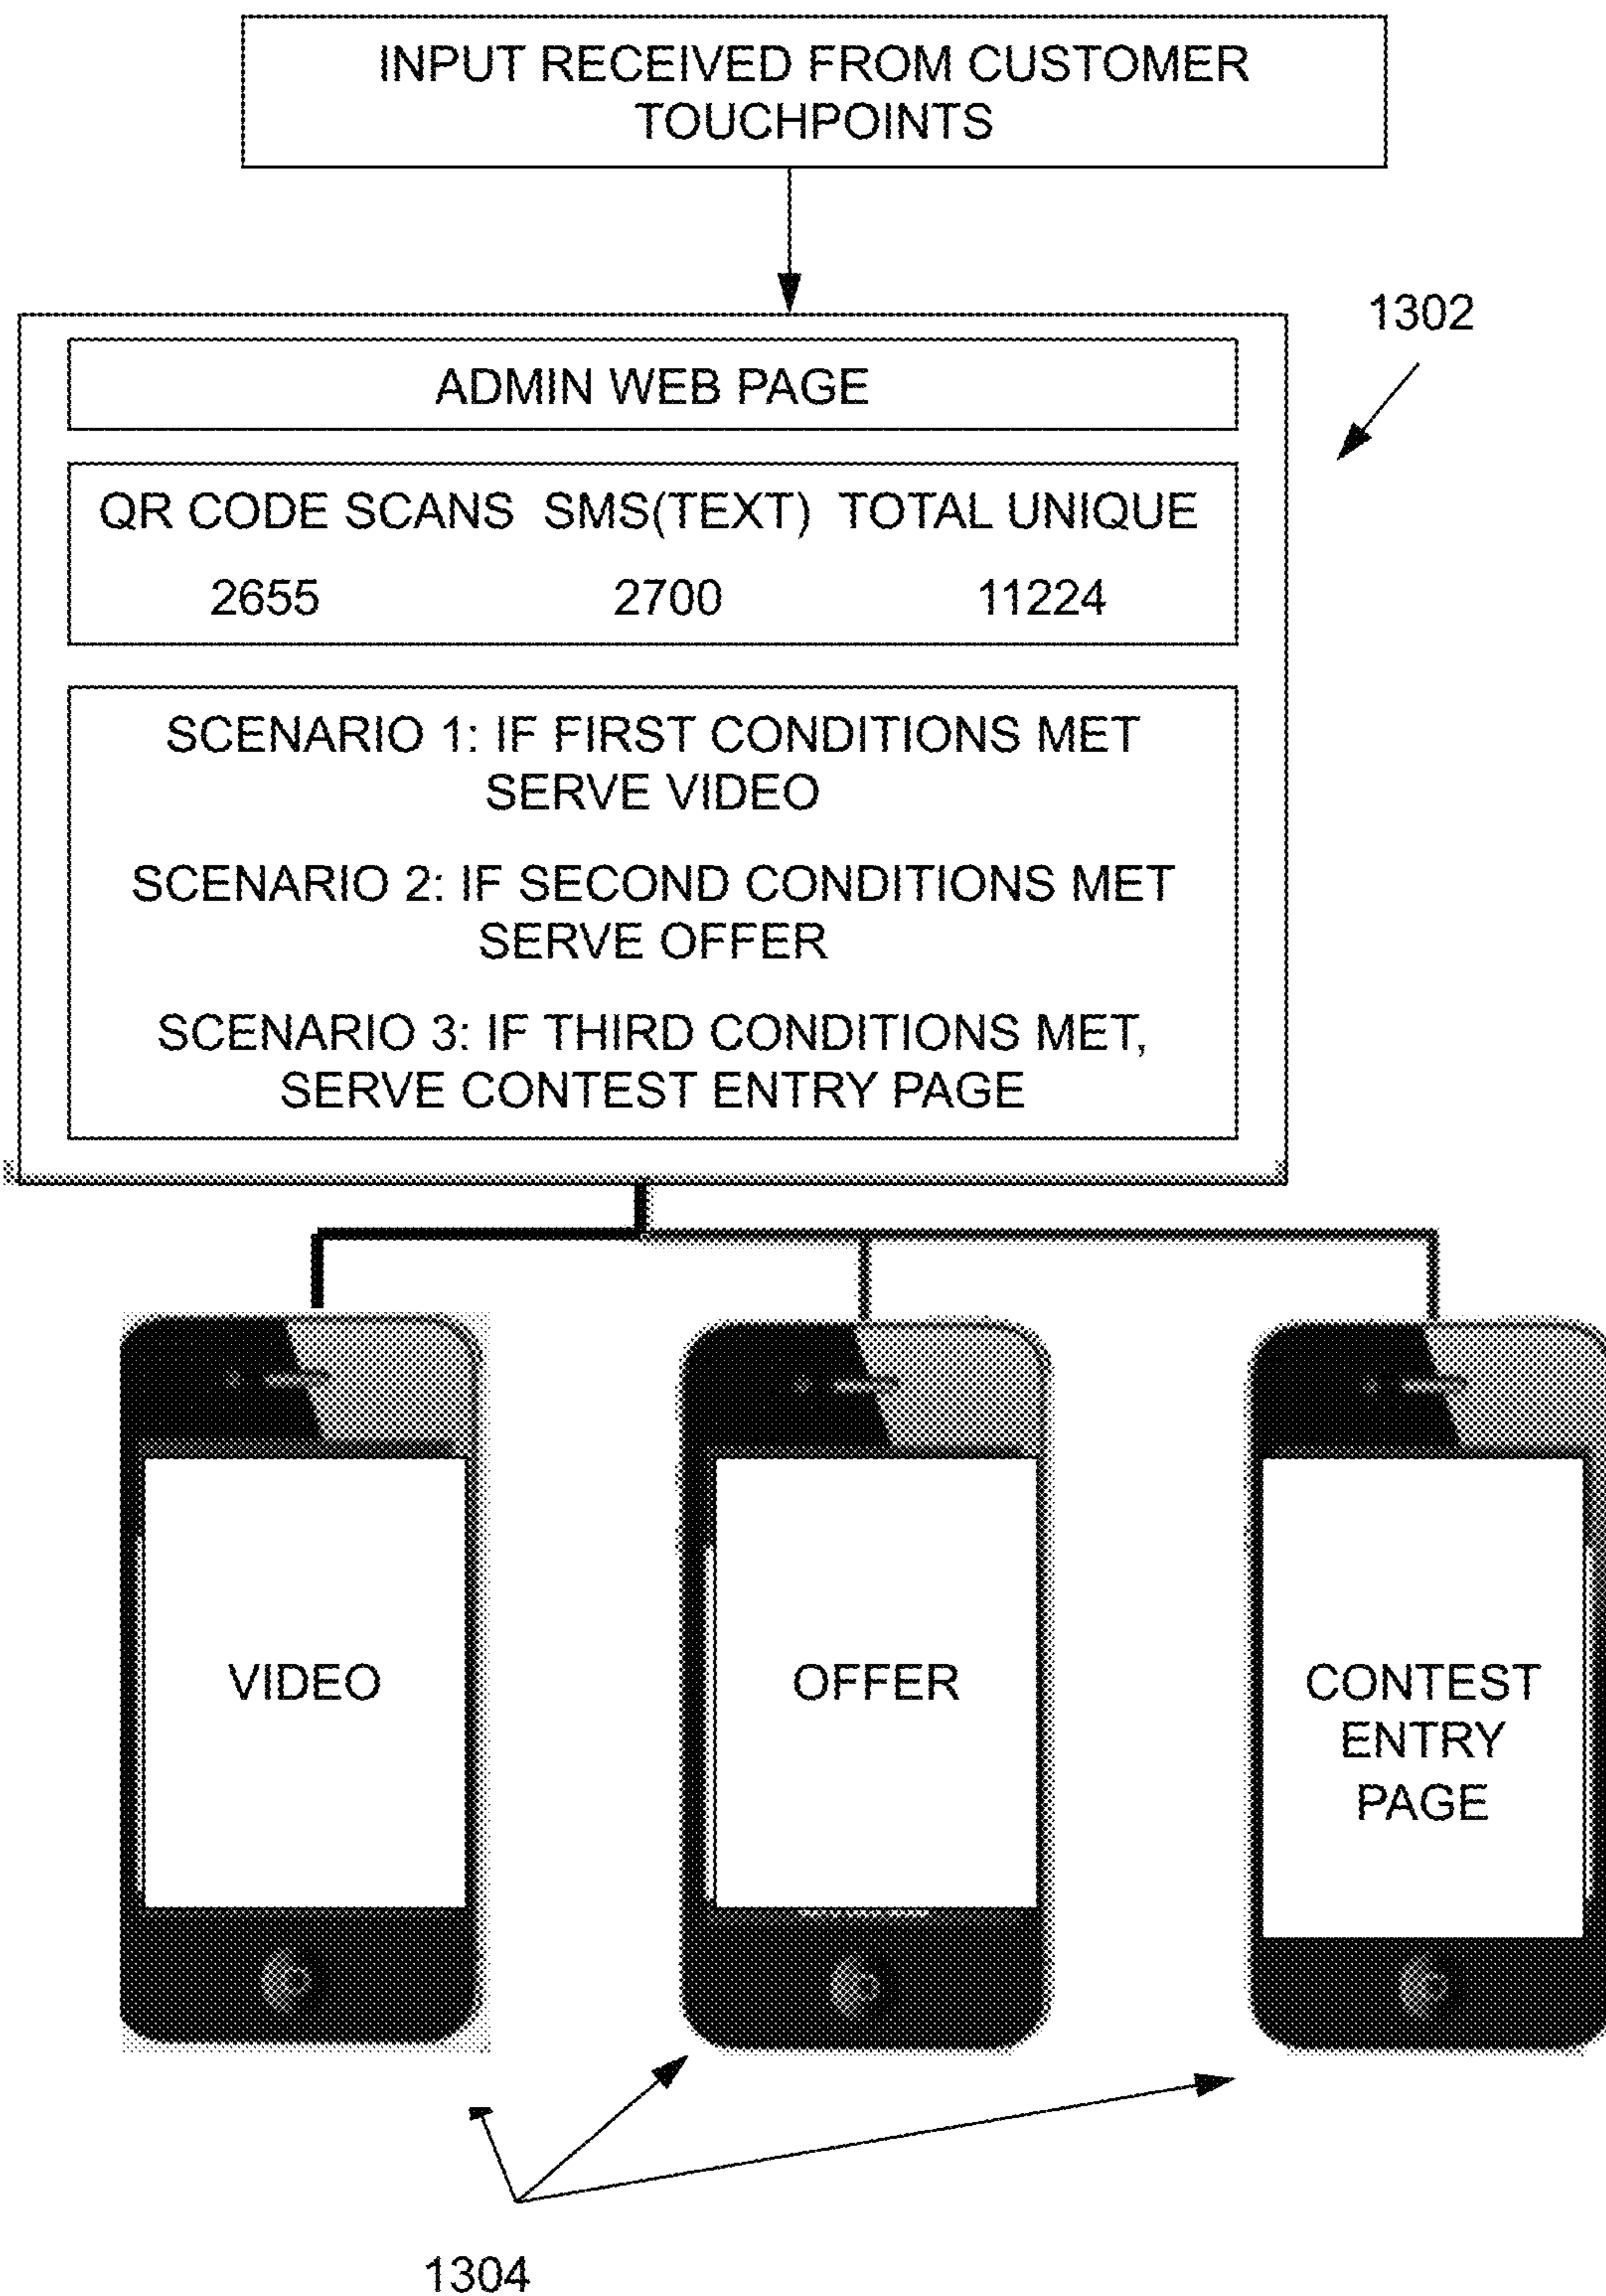 INPUT RECEIVED FROM CUSTOMER
TOUCHPOINTS
1302
ADMIN WEB PAGE
QR CODE SCANS SMS(TEXT) TOTAL UNIQUE
2655 2700 11224
SCENARIO 1: IF FIRST CONDITIONS MET
SERVE VIDEO
SCENARIO 2: IF SECOND CONDITIONS MET
SERVE OFFER
SCENARIO 3: IF THIRD CONDITIONS MET,
SERVE CONTEST ENTRY PAGE
VIDEO
OFFER
CONTEST
ENTRY
PAGE
1304